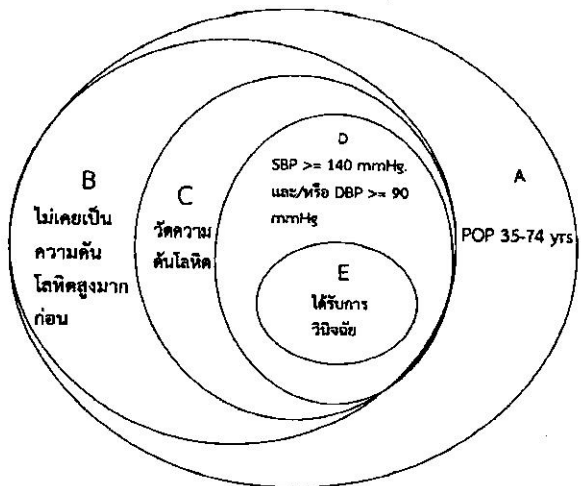 B
ไม่เคยเป็น
ความดัน
โลหิตสูงมาก
ก่อน
C
วัดความ
ดันโลหิต
D
SBP >= 140 mmHg.
และ/หรือ DBP >= 90
mmHg
E
ได้รับการ
วินิจฉัย
A
POP 35-74 yrs